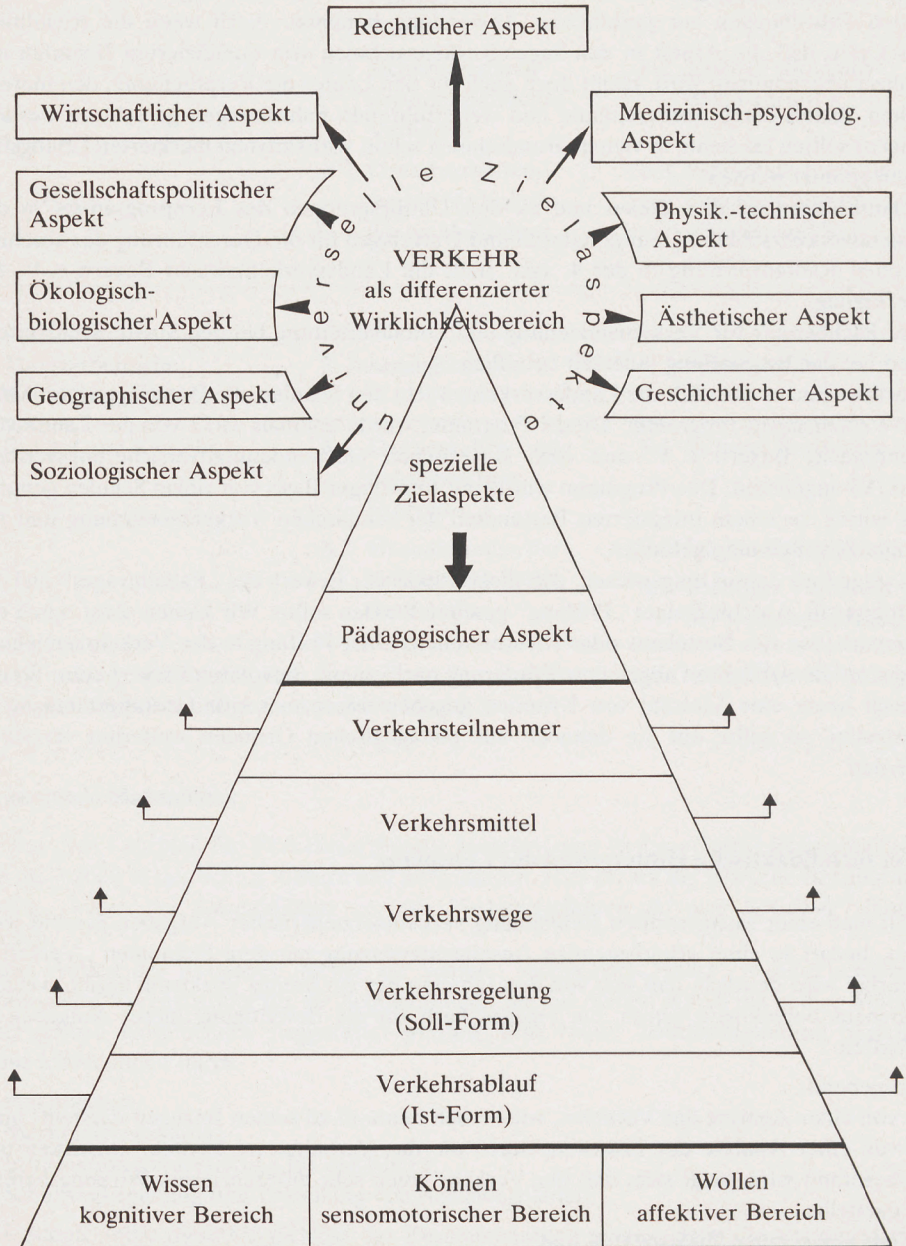 Rechtlicher Aspekt
Wirtschaftlicher Aspekt
Medizinisch-psycholog.
Aspekt
Gesellschaftspolitischer
Aspekt
Physik.-technischer
Aspekt
Ökologisch-
biologischer Aspekt
Ästhetischer Aspekt
Geographischer Aspekt
Geschichtlicher Aspekt
Soziologischer Aspekt
universelle Zielaspekte
VERKEHR
als differenzierter
Wirklichkeitsbereich
spezielle
Zielaspekte
Pädagogischer Aspekt
Verkehrsteilnehmer
Verkehrsmittel
Verkehrswege
Verkehrsregelung
(Soll-Form)
Verkehrsablauf
(Ist-Form)
Wissen
kognitiver Bereich
Können
sensomotorischer Bereich
Wollen
affektiver Bereich